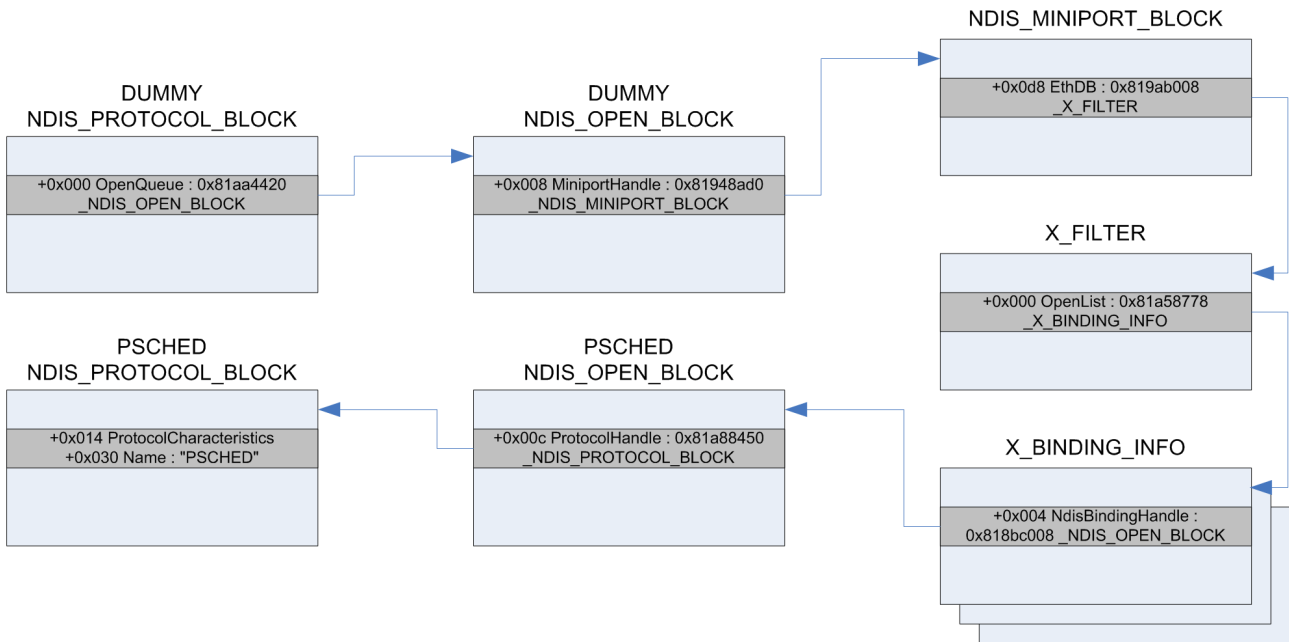 NDIS_MINIPORT_BLOCK
+0x0d8 EthDB : 0x819ab008
_X_FILTER
DUMMY
NDIS_PROTOCOL_BLOCK
+0x000 OpenQueue : 0x81aa4420
_NDIS_OPEN_BLOCK
DUMMY
NDIS_OPEN_BLOCK
+0x008 MiniportHandle : 0x81948ad0
_NDIS_MINIPORT_BLOCK
X_FILTER
+0x000 OpenList : 0x81a58778
_X_BINDING_INFO
PSCHED
NDIS_PROTOCOL_BLOCK
+0x014 ProtocolCharacteristics
+0x030 Name : "PSCHED"
PSCHED
NDIS_OPEN_BLOCK
+0x00c ProtocolHandle : 0x81a88450
_NDIS_PROTOCOL_BLOCK
X_BINDING_INFO
+0x004 NdisBindingHandle :
0x818bc008 _NDIS_OPEN_BLOCK